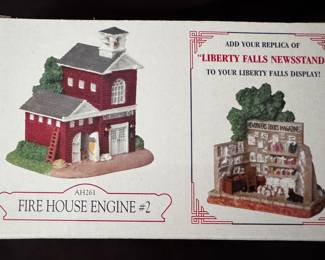 ADD YOUR REPLICA OF
"LIBERTY FALLS NEWSSTAND"
TO YOUR LIBERTY FALLS DISPLAY!
AH261
FIRE HOUSE ENGINE #2